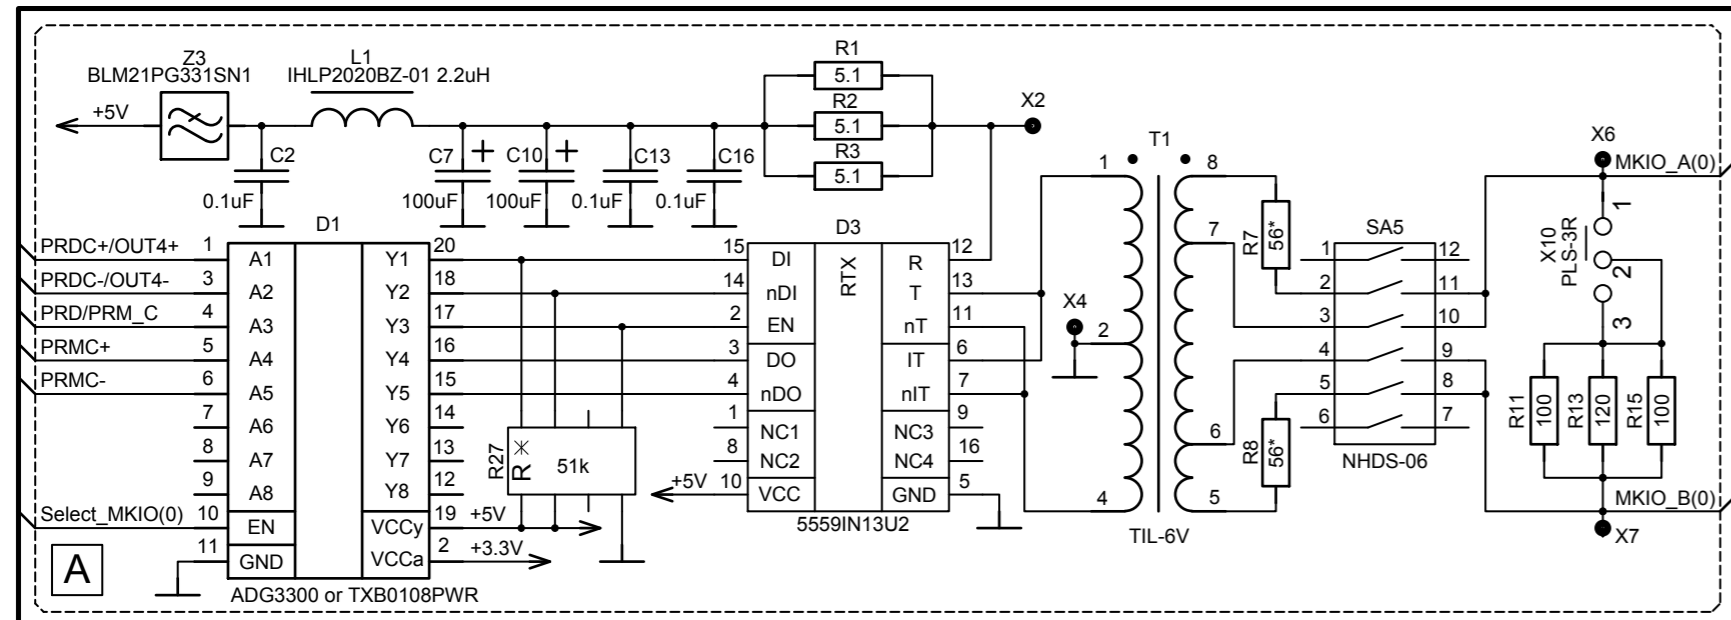 Z3
BLM21PG331SN1
L1
IHLP2020BZ-01 2.2uH
R1
5.1
R2
5.1
R3
5.1
X2
+5V
C2
0.1uF
C7
100uF
C10
100uF
C13
0.1uF
C16
0.1uF
D1
PRDC+/OUT4+ 1 A1 Y1 20
PRDC-/OUT4- 3 A2 Y2 18
PRD/PRM_C 4 A3 Y3 17
PRMC+ 5 A4 Y4 16
PRMC- 6 A5 Y5 15
7 A6 Y6 14
8 A7 Y7 13
9 A8 Y8 12
Select_MKIO(0) 10 EN VCCy 19 +5V
11 GND VCCa 2 +3.3V
ADG3300 or TXB0108PWR
A
R27
R*
51k
D3
RTX
15 DI R 12
14 nDI T 13
2 EN nT 11
3 DO IT 6
4 nDO nIT 7
1 NC1 NC3 9
8 NC2 NC4 16
+5V 10 VCC GND 5
5559IN13U2
X4
T1
1
2
4
8
7
6
5
TIL-6V
R7
56*
R8
56*
SA5
1 12
2 11
3 10
4 9
5 8
6 7
NHDS-06
X6
MKIO_A(0)
X10
PLS-3R
1
2
3
R11
100
R13
120
R15
100
MKIO_B(0)
X7